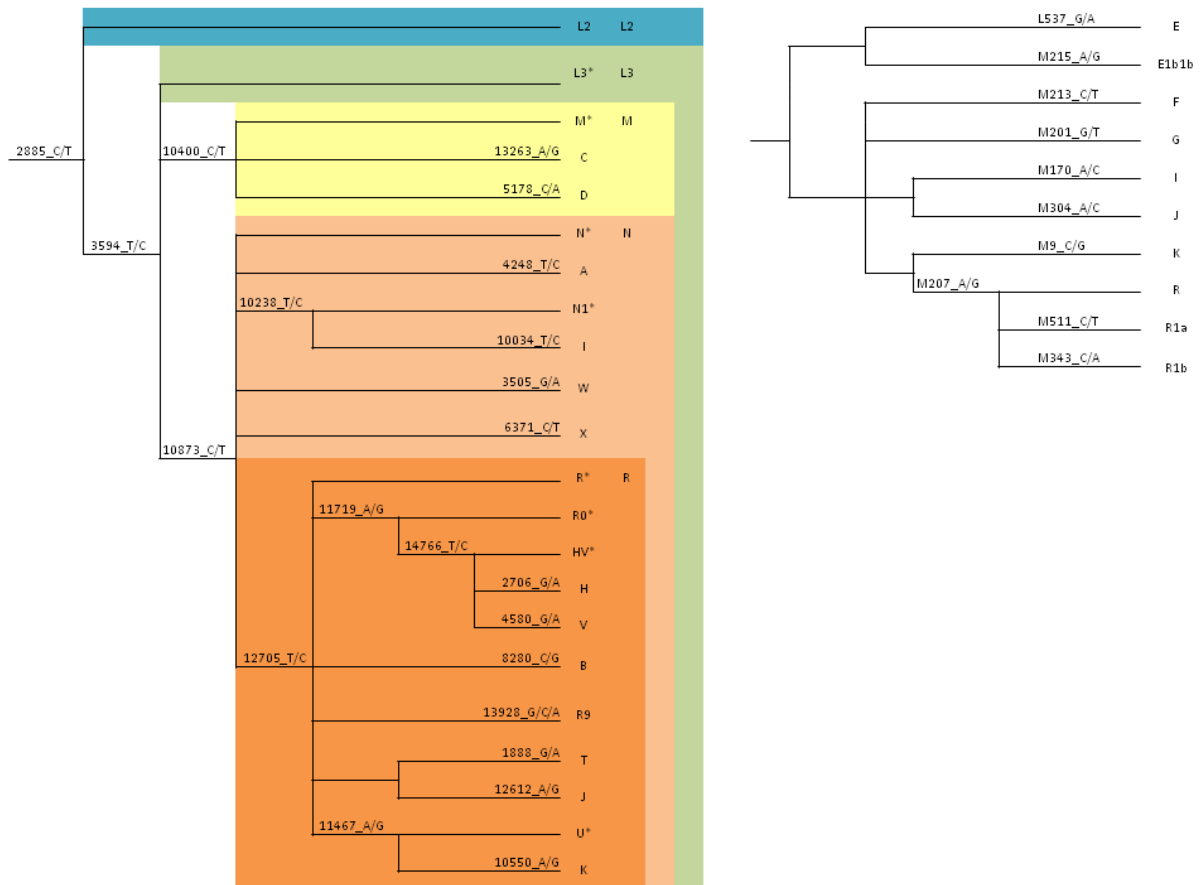 L2 L2
L3* L3
M* M
2885_C/T 10400_C/T 13263_A/G C
5178_C/A D
3594_T/C N* N
4248_T/C A
10238_T/C N1*
10034_T/C I
3505_G/A W
6371_C/T X
10873_C/T
R* R
11719_A/G R0*
14766_T/C HV*
2706_G/A H
4580_G/A V
12705_T/C 8280_C/G B
13928_G/C/A R9
1888_G/A T
12612_A/G J
11467_A/G U*
10550_A/G K
L537_G/A E
M215_A/G E1b1b
M213_C/T F
M201_G/T G
M170_A/C I
M304_A/C J
M9_C/G K
M207_A/G R
M511_C/T R1a
M343_C/A R1b